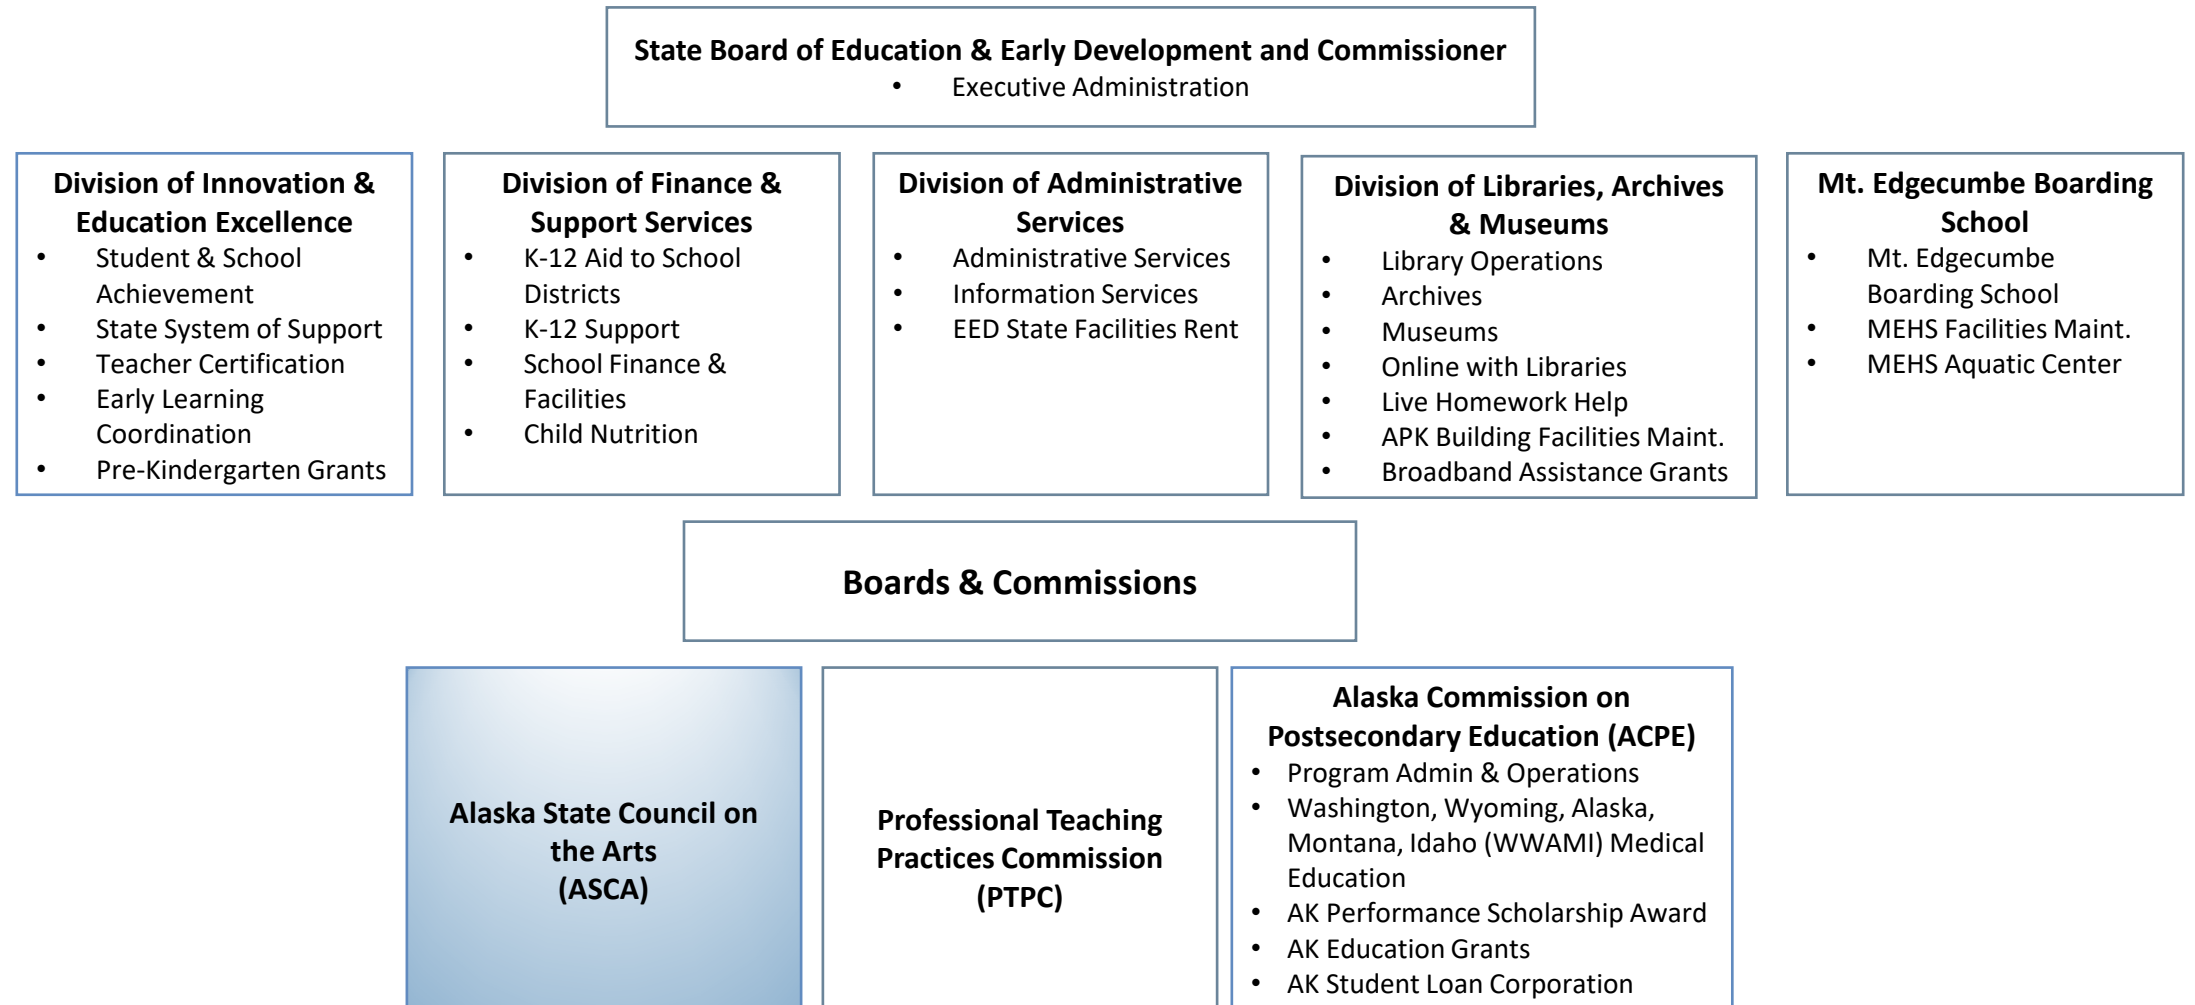 State Board of Education & Early Development and Commissioner
• Executive Administration
Division of Innovation &
Education Excellence
• Student & School
Achievement
• State System of Support
• Teacher Certification
• Early Learning
Coordination
• Pre-Kindergarten Grants
Division of Finance &
Support Services
• K-12 Aid to School
Districts
• K-12 Support
• School Finance &
Facilities
• Child Nutrition
Division of Administrative
Services
• Administrative Services
• Information Services
• EED State Facilities Rent
Division of Libraries, Archives
& Museums
• Library Operations
• Archives
• Museums
• Online with Libraries
• Live Homework Help
• APK Building Facilities Maint.
• Broadband Assistance Grants
Mt. Edgecumbe Boarding
School
• Mt. Edgecumbe
Boarding School
• MEHS Facilities Maint.
• MEHS Aquatic Center
Boards & Commissions
Alaska State Council on
the Arts
(ASCA)
Professional Teaching
Practices Commission
(PTPC)
Alaska Commission on
Postsecondary Education (ACPE)
• Program Admin & Operations
• Washington, Wyoming, Alaska,
Montana, Idaho (WWAMI) Medical
Education
• AK Performance Scholarship Award
• AK Education Grants
• AK Student Loan Corporation